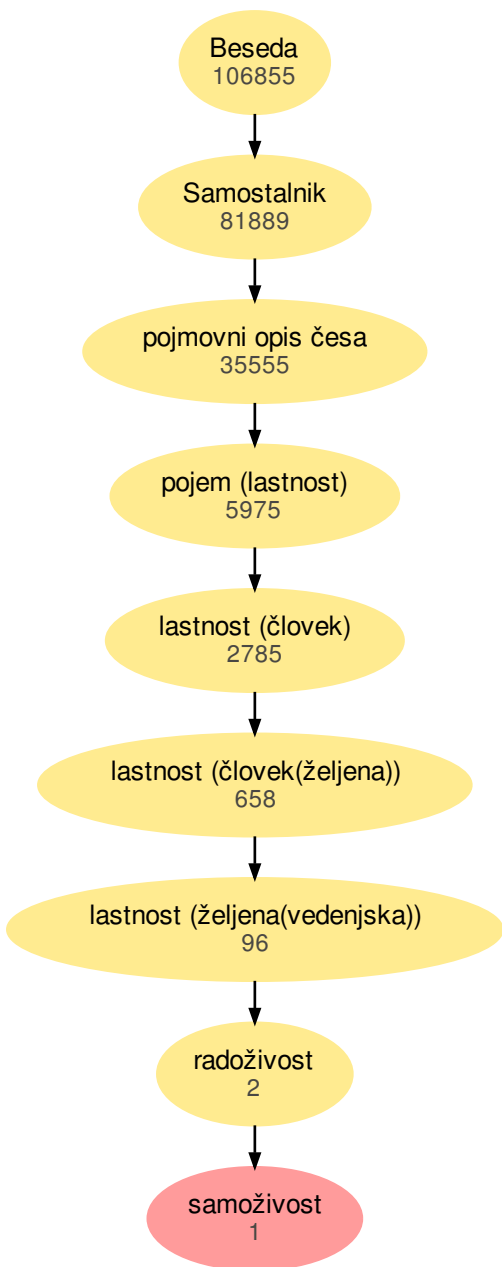 Beseda
106855
Samostalnik
81889
pojmovni opis česa
35555
pojem (lastnost)
5975
lastnost (človek)
2785
lastnost (človek(željena))
658
lastnost (željena(vedenjska))
96
radoživost
2
samoživost
1